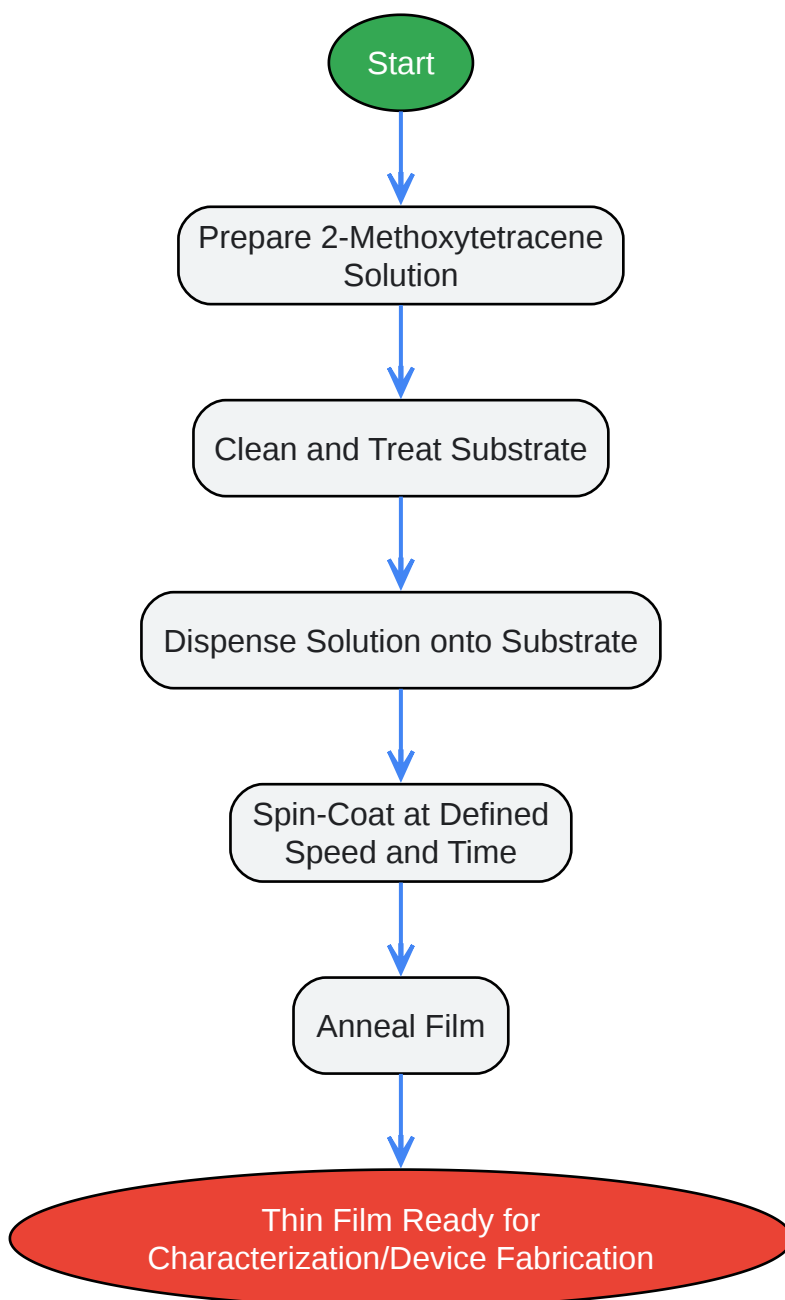 Start
Prepare 2-Methoxytetracene
Solution
Clean and Treat Substrate
Dispense Solution onto Substrate
Spin-Coat at Defined
Speed and Time
Anneal Film
Thin Film Ready for
Characterization/Device Fabrication